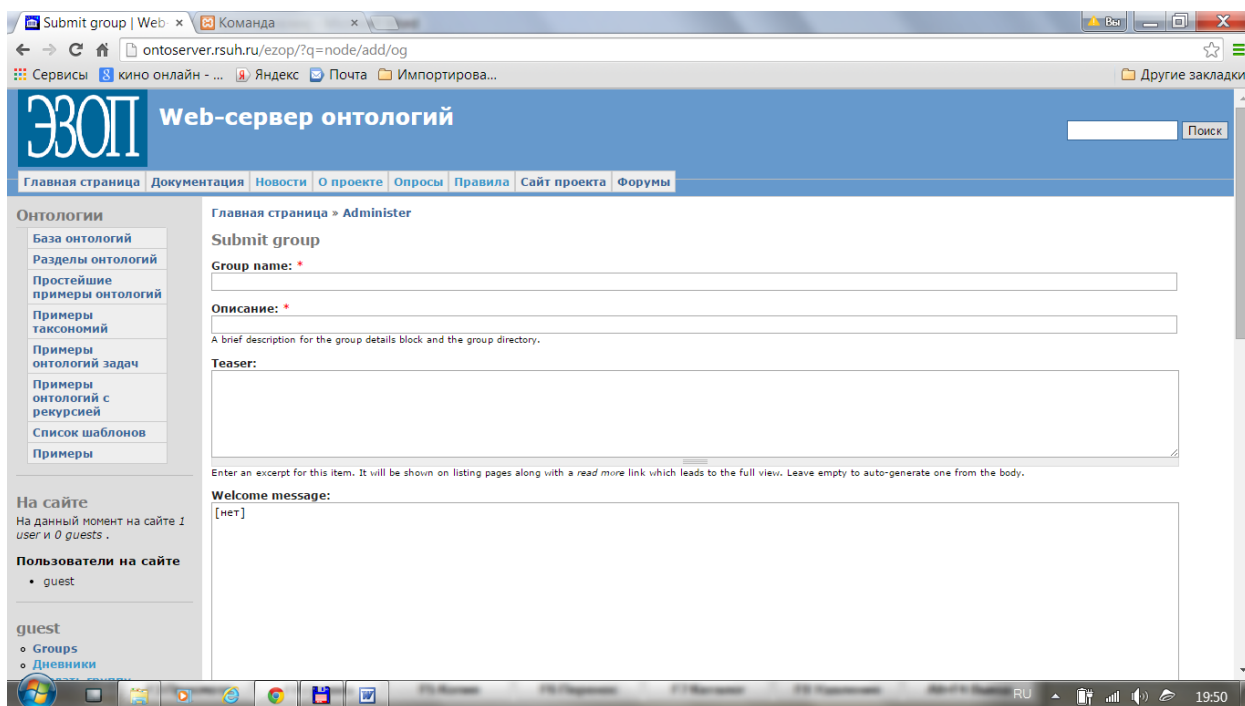 Submit group | Web-
Команда
Вы
ontoserver.rsuh.ru/ezop/?q=node/add/og
Сервисы кино онлайн - ... Яндекс Почта Импортирова... Другие закладки
ЭЗОП
Web-сервер онтологий
Поиск
Главная страница Документация Новости О проекте Опросы Правила Сайт проекта Форумы
Онтологии
База онтологий
Разделы онтологий
Простейшие
примеры онтологий
Примеры
таксономий
Примеры
онтологий задач
Примеры
онтологий с
рекурсией
Список шаблонов
Примеры
На сайте
На данный момент на сайте 1
user и 0 guests .
Пользователи на сайте
guest
guest
Groups
Дневники
Главная страница » Administer
Submit group
Group name: *
Описание: *
A brief description for the group details block and the group directory.
Teaser:
Enter an excerpt for this item. It will be shown on listing pages along with a read more link which leads to the full view. Leave empty to auto-generate one from the body.
Welcome message:
[нет]
RU 19:50